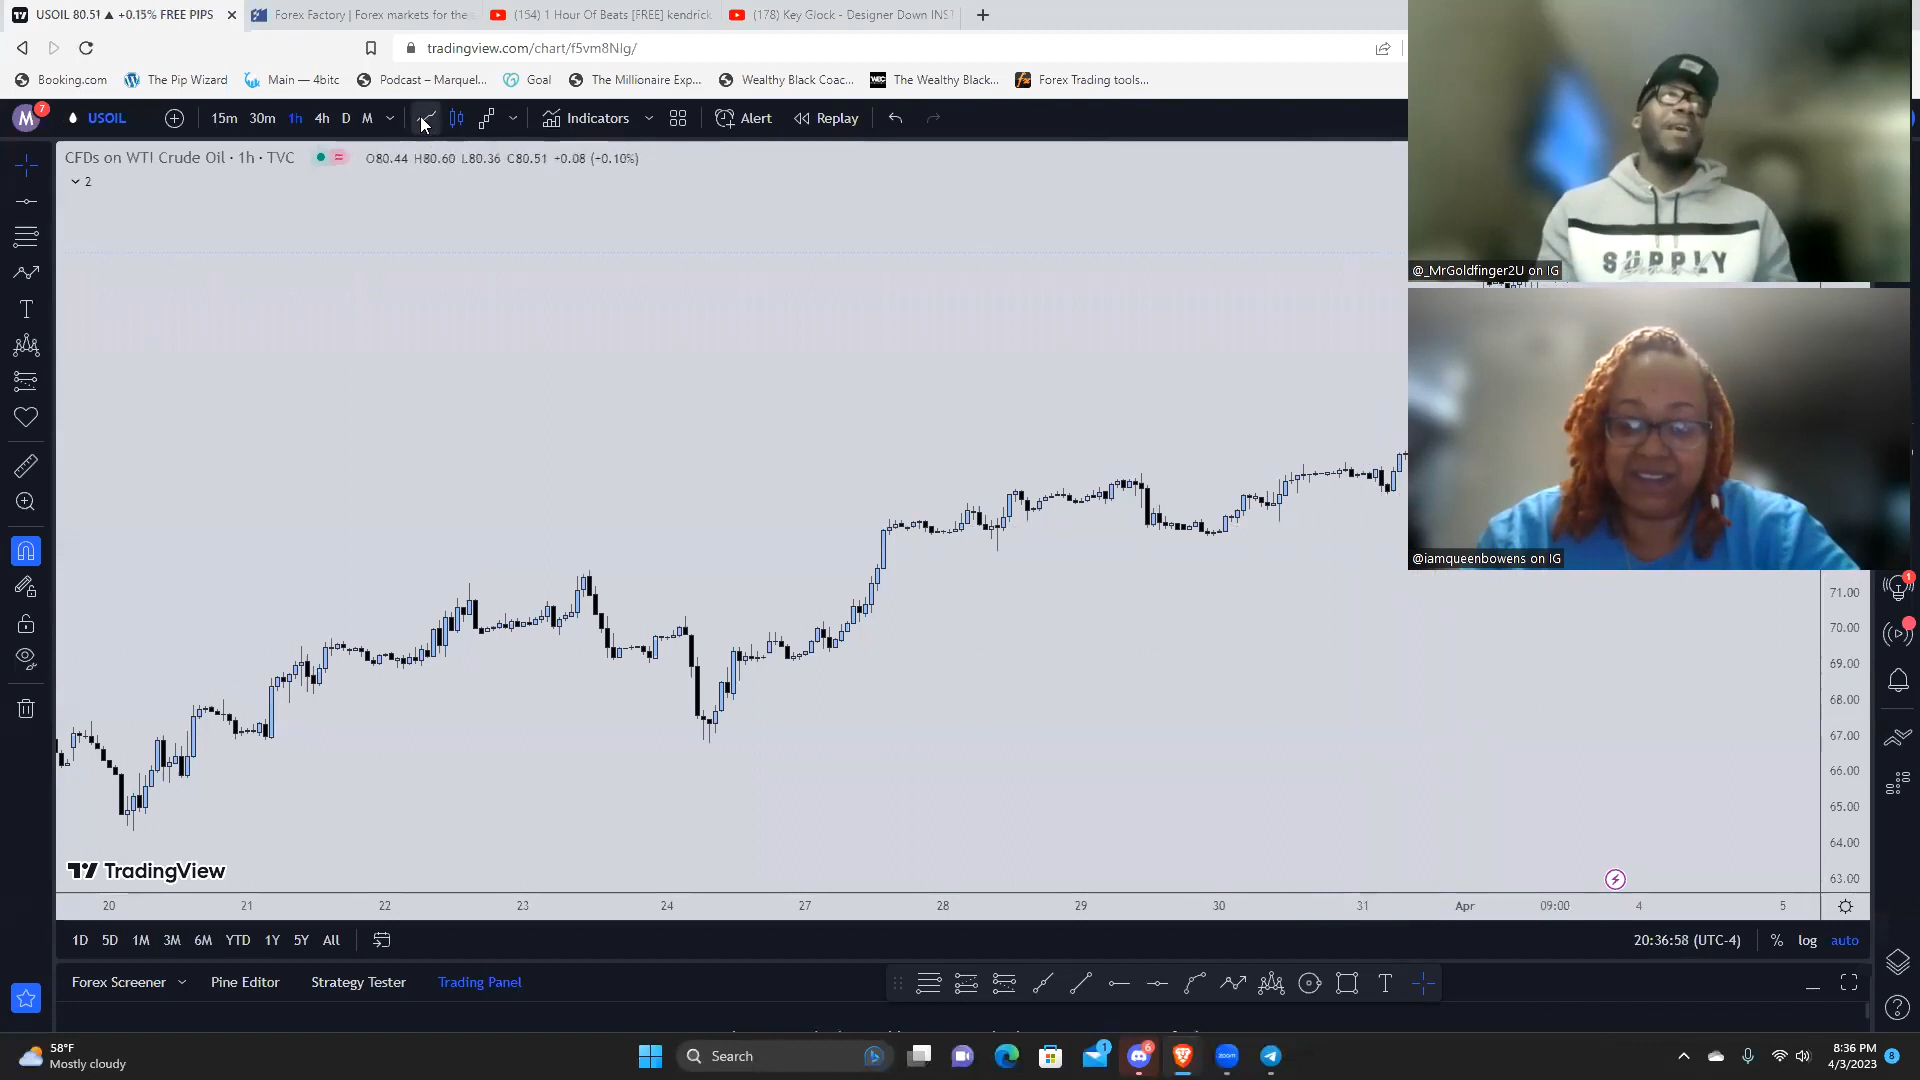 USOIL 80.51 ▲ +0.15% FREE PIPS
Forex Factory | Forex markets for the s
(154) 1 Hour Of Beats [FREE] kendrick
(178) Key Glock - Designer Down INST
tradingview.com/chart/f5vm8NIg/
Booking.com
The Pip Wizard
Main — 4bitc
Podcast – Marquel...
Goal
The Millionaire Exp...
Wealthy Black Coac...
WBC
The Wealthy Black...
Forex Trading tools...
M
7
USOIL
15m
30m
1h
4h
D
M
Indicators
Alert
Replay
CFDs on WTI Crude Oil · 1h · TVC
O80.44 H80.60 L80.36 C80.51 +0.08 (+0.10%)
2
SUPPLY
@_MrGoldfinger2U on IG
@iamqueenbowens on IG
71.00
70.00
69.00
68.00
67.00
66.00
65.00
64.00
63.00
1
TradingView
20
21
22
23
24
27
28
29
30
31
Apr
09:00
4
5
1D
5D
1M
3M
6M
YTD
1Y
5Y
All
20:36:58 (UTC-4)
%
log
auto
Forex Screener
Pine Editor
Strategy Tester
Trading Panel
58°F
Mostly cloudy
Search
1
6
zoom
8:36 PM
4/3/2023
8